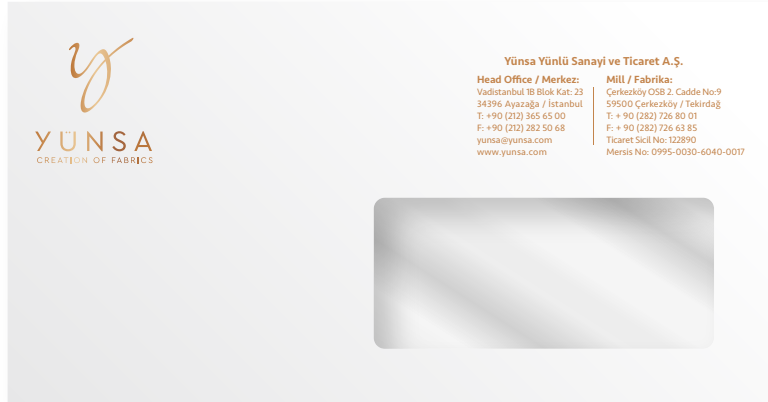 YÜNSA
CREATION OF FABRICS
Yünsa Yünlü Sanayi ve Ticaret A.Ş.
Head Office / Merkez:
Vadistanbul 1B Blok Kat: 23
34396 Ayazağa / İstanbul
T: +90 (212) 365 65 00
F: +90 (212) 282 50 68
yunsa@yunsa.com
www.yunsa.com
Mill / Fabrika:
Çerkezköy OSB 2. Cadde No:9
59500 Çerkezköy / Tekirdağ
T: + 90 (282) 726 80 01
F: + 90 (282) 726 63 85
Ticaret Sicil No: 122890
Mersis No: 0995-0030-6040-0017